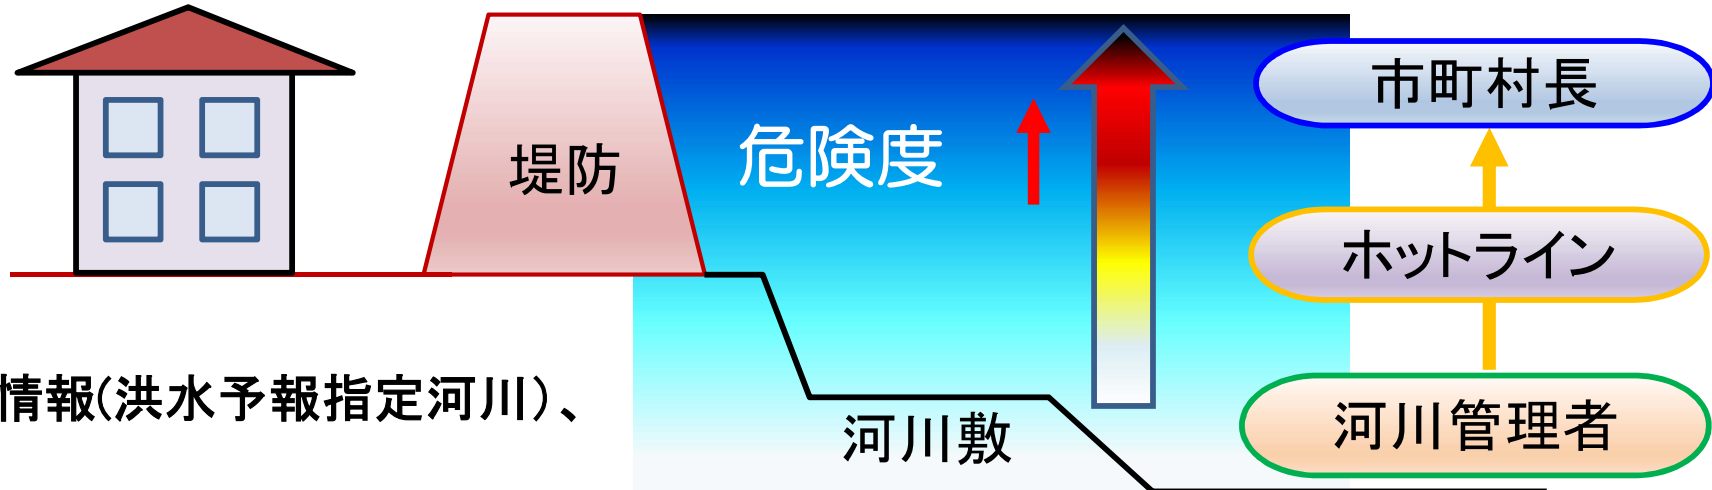 市町村長
危険度
堤防
ホットライン
情報(洪水予報指定河川)、
河川管理者
河川敷